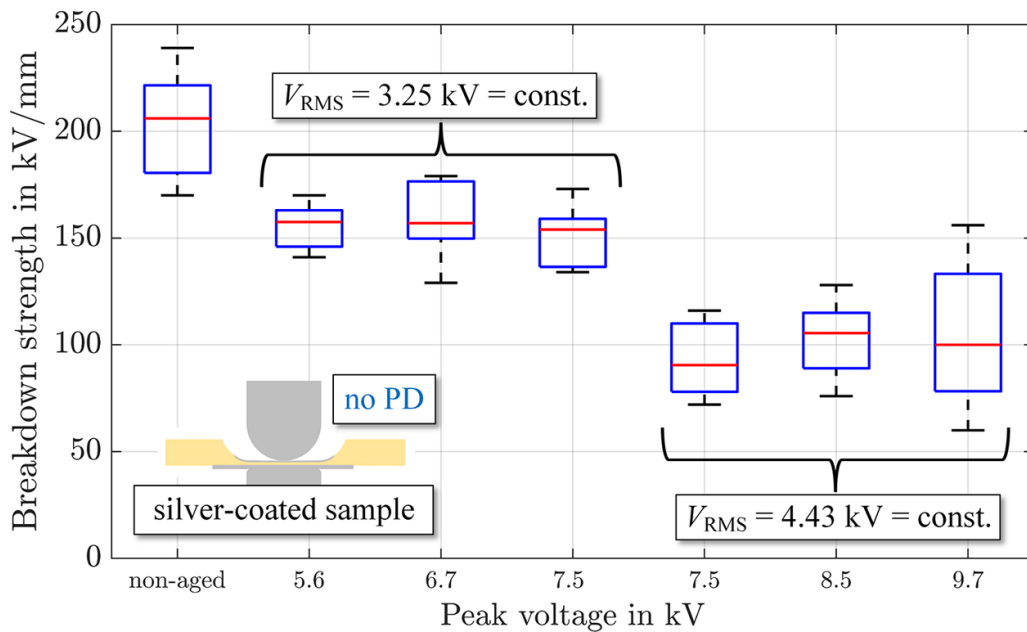 Breakdown strength in kV/mm
250
200
150
100
50
0
V_RMS = 3.25 kV = const.
no PD
silver-coated sample
V_RMS = 4.43 kV = const.
non-aged 5.6 6.7 7.5 7.5 8.5 9.7
Peak voltage in kV